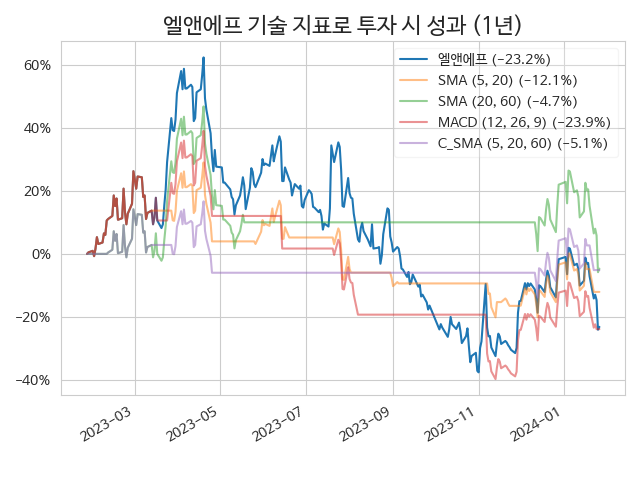 엘앤에프 기술 지표로 투자 시 성과 (1년)
엘앤에프 (−23.2%)
SMA (5, 20) (−12.1%)
SMA (20, 60) (−4.7%)
MACD (12, 26, 9) (−23.9%)
C_SMA (5, 20, 60) (−5.1%)
60%
40%
20%
0%
−20%
−40%
2023−03
2023−05
2023−07
2023−09
2023−11
2024−01